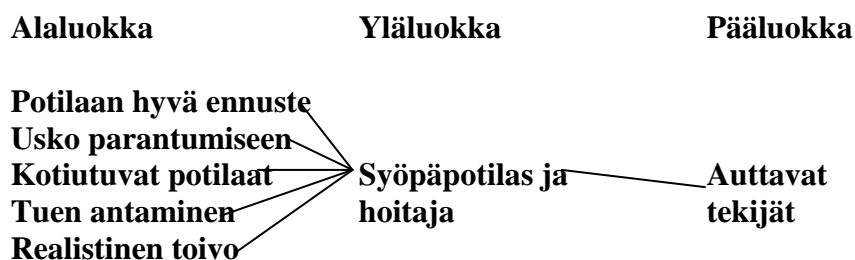 Alaluokka Yläluokka Pääluokka
Potilaan hyvä ennuste
Usko parantumiseen
Kotiutuvat potilaat Syöpäpotilas ja Auttavat
Tuen antaminen hoitaja tekijät
Realistinen toivo